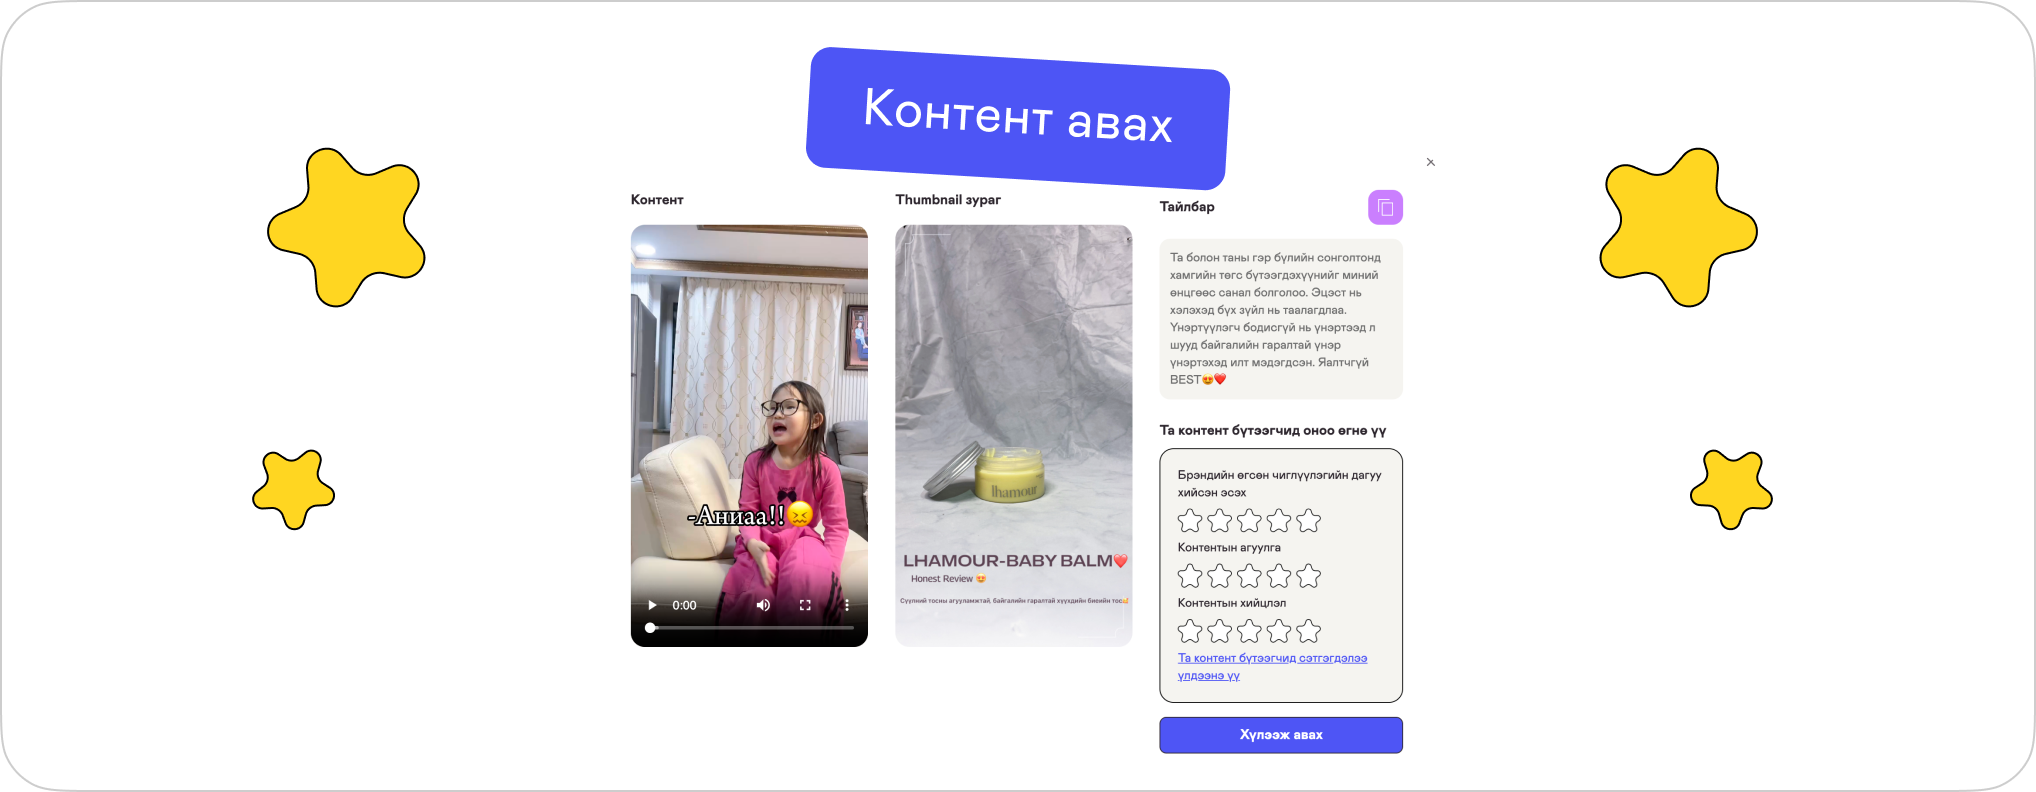 Контент авах
Контент
-Аниаа!!😖
0:00
Thumbnail зураг
lhamour
LHAMOUR-BABY BALM❤️
Honest Review 😍
Сүүлний тосны агууламжтай, байгалийн гаралтай хүүхдийн биеийн тос
Тайлбар
Та болон таны гэр бүлийн сонголтонд
хамгийн төгс бүтээгдэхүүнийг миний
өнцгөөс санал болголоо. Эцэст нь
хэлэхэд бүх зүйл нь таалагдлаа.
Үнэртүүлэгч бодисгүй нь үнэртээд л
шууд байгалийн гаралтай үнэр
үнэртэхэд илт мэдэгдсэн. Яалтчгүй
BEST😍❤️
Та контент бүтээгчид оноо өгнө үү
Брэндийн өгсөн чиглүүлэгийн дагуу
хийсэн эсэх
Контентын агуулга
Контентын хийцлэл
Та контент бүтээгчид сэтгэгдэлээ
үлдээнэ үү
Хүлээж авах